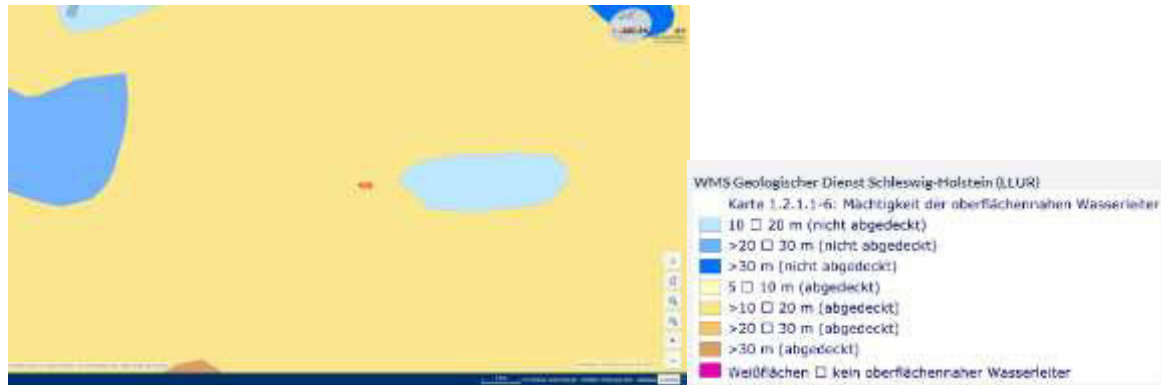 WMS Geologischer Dienst Schleswig-Holstein (LLUR)
Karte 1.2.1.1-6: Mächtigkeit der oberflächennahen Wasserleiter
10 □ 20 m (nicht abgedeckt)
>20 □ 30 m (nicht abgedeckt)
>30 m (nicht abgedeckt)
5 □ 10 m (abgedeckt)
>10 □ 20 m (abgedeckt)
>20 □ 30 m (abgedeckt)
>30 m (abgedeckt)
Weißflächen □ kein oberflächennaher Wasserleiter